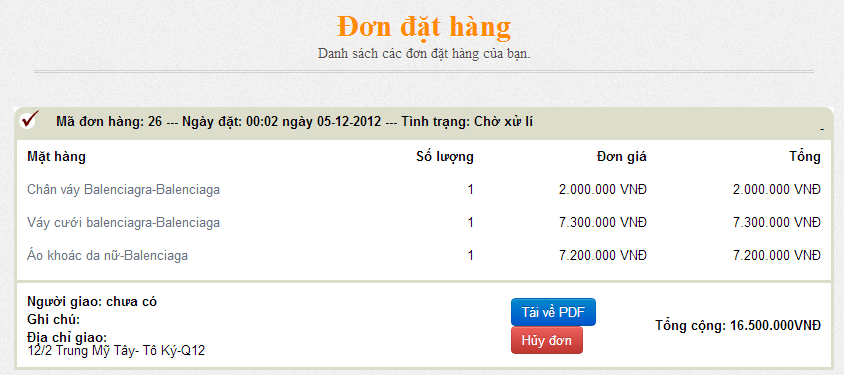 Đơn đặt hàng
Danh sách các đơn đặt hàng của bạn.
Mã đơn hàng: 26 --- Ngày đặt: 00:02 ngày 05-12-2012 --- Tình trạng: Chờ xử lí -
Mặt hàng Số lượng Đơn giá Tổng
Chân váy Balenciagra-Balenciaga 1 2.000.000 VNĐ 2.000.000 VNĐ
Váy cưới balenciagra-Balenciaga 1 7.300.000 VNĐ 7.300.000 VNĐ
Áo khoác da nữ-Balenciaga 1 7.200.000 VNĐ 7.200.000 VNĐ
Người giao: chưa có
Ghi chú:
Địa chỉ giao:
12/2 Trung Mỹ Tây- Tô Ký-Q12
Tải về PDF
Hủy đơn
Tổng cộng: 16.500.000VNĐ